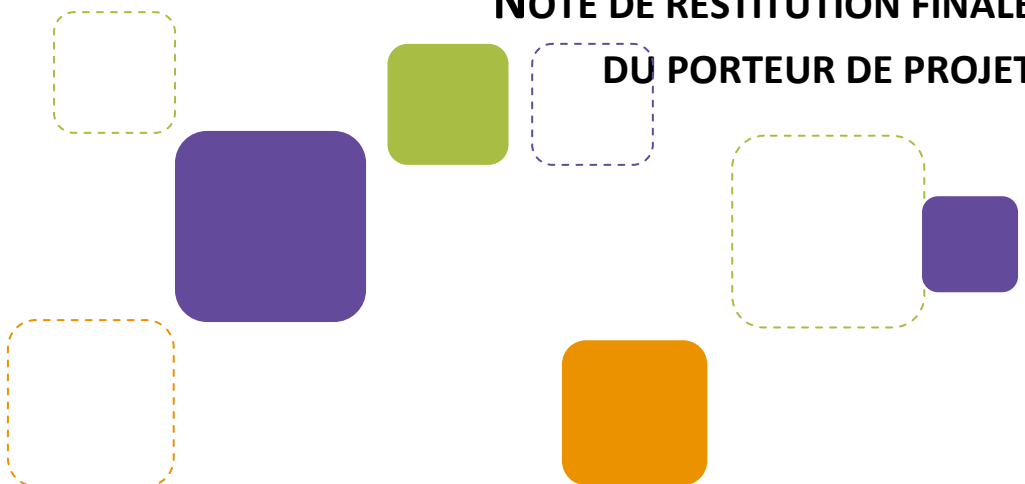 NOTE DE RESTITUTION FINALE
DU PORTEUR DE PROJET